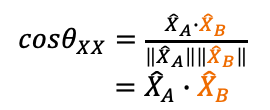 cosθ_XX = X̂_A·X̂_B / ‖X̂_A‖‖X̂_B‖
= X̂_A · X̂_B